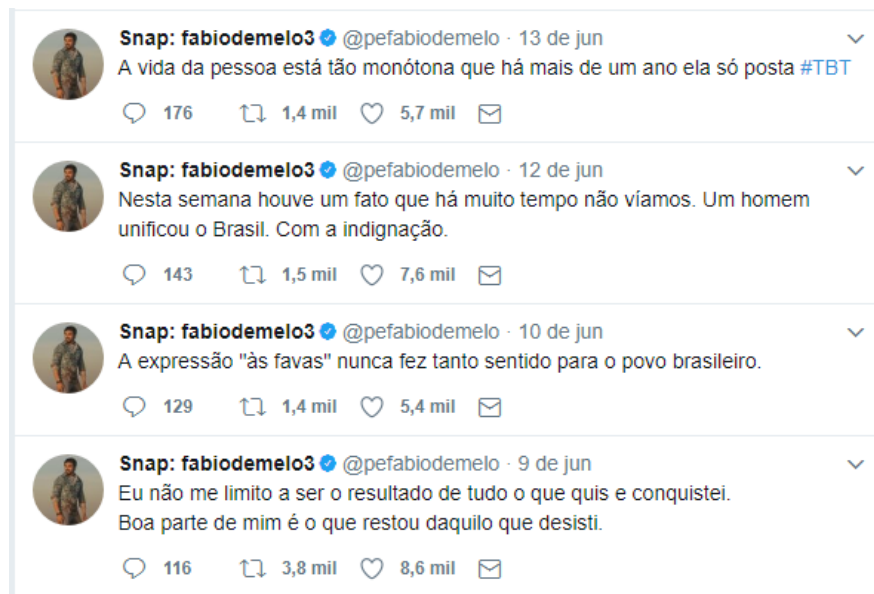 Snap: fabiodemelo3 @pefabiodemelo · 13 de jun
A vida da pessoa está tão monótona que há mais de um ano ela só posta #TBT
176 1,4 mil 5,7 mil
Snap: fabiodemelo3 @pefabiodemelo · 12 de jun
Nesta semana houve um fato que há muito tempo não víamos. Um homem
unificou o Brasil. Com a indignação.
143 1,5 mil 7,6 mil
Snap: fabiodemelo3 @pefabiodemelo · 10 de jun
A expressão "às favas" nunca fez tanto sentido para o povo brasileiro.
129 1,4 mil 5,4 mil
Snap: fabiodemelo3 @pefabiodemelo · 9 de jun
Eu não me limito a ser o resultado de tudo o que quis e conquistei.
Boa parte de mim é o que restou daquilo que desisti.
116 3,8 mil 8,6 mil